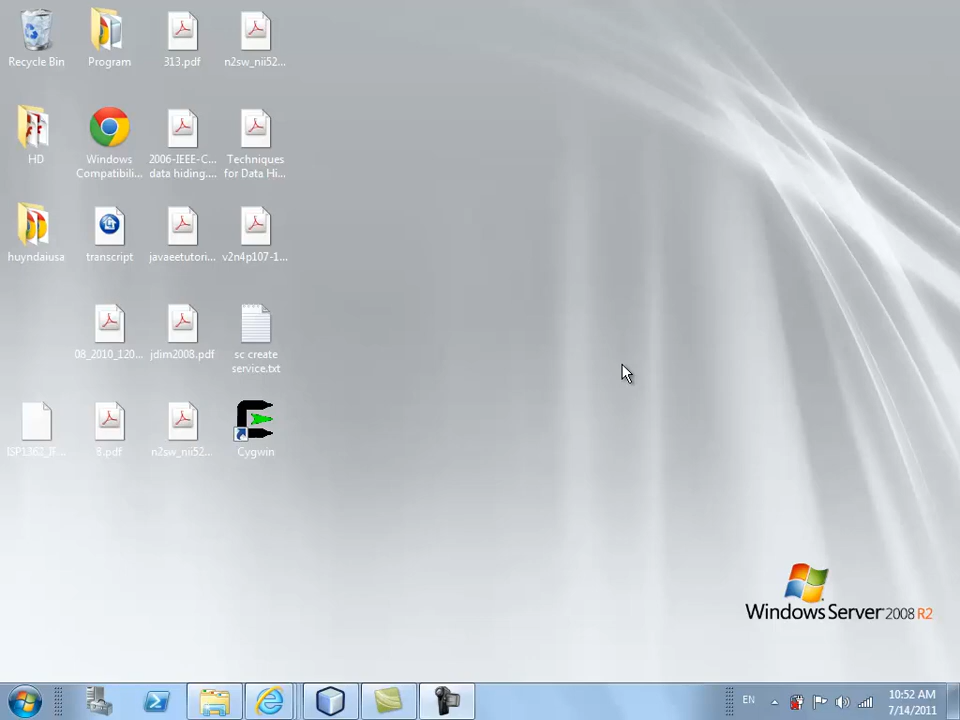 Recycle Bin
Program
313.pdf
n2sw_nii52...
HD
Windows
Compatibili...
2006-IEEE-C...
data hiding....
Techniques
for Data Hi...
huyndaiusa
transcript
javaeetutori...
v2n4p107-1...
08_2010_120...
jdim2008.pdf
sc create
service.txt
ISP1362_IF...
8.pdf
n2sw_nii52...
Cygwin
Windows Server 2008 R2
EN
10:52 AM
7/14/2011